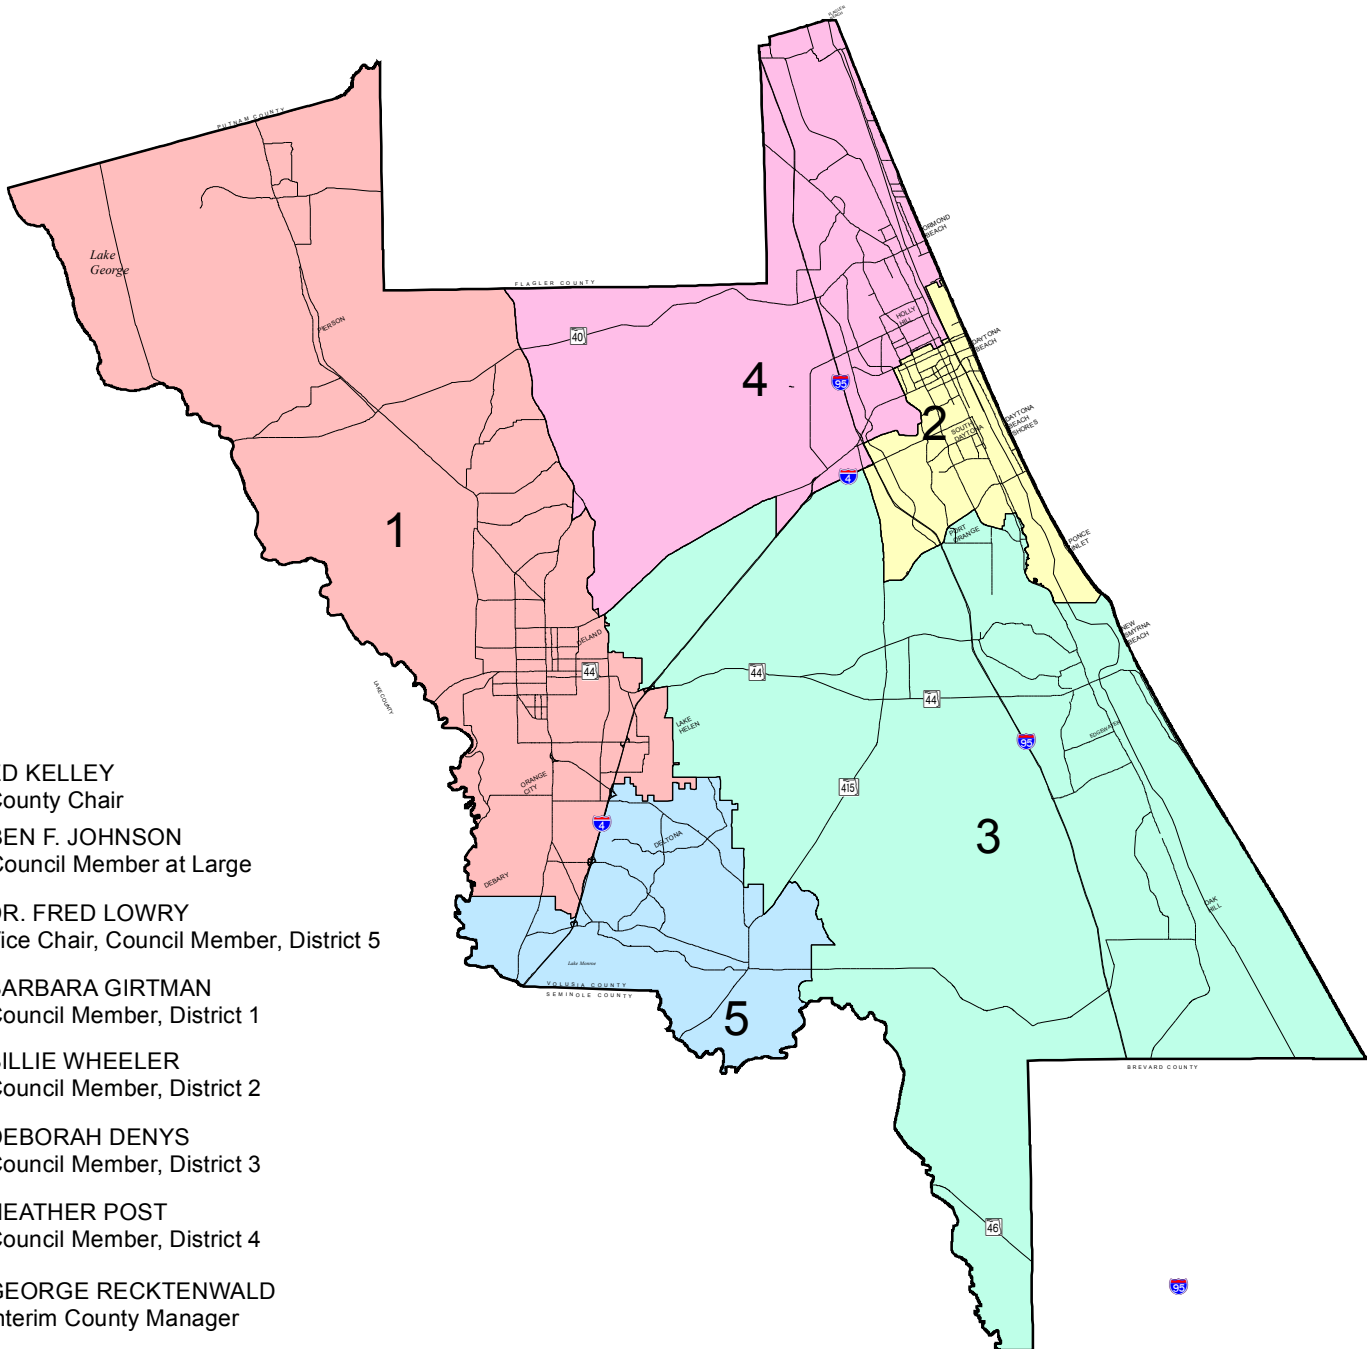 FLAGLER
BEACH
PUTNAM COUNTY
Lake
George
ORMOND
BEACH
FLAGLER COUNTY
PIERSON
HOLLY
HILL
40
DAYTONA
BEACH
4
95
2
DAYTONA
BEACH
SHORES
SOUTH
DAYTONA
4
1
PORT
ORANGE
PONCE
INLET
NEW
SMYRNA
BEACH
DELAND
44
44
44
LAKE COUNTY
LAKE
HELEN
EDGEWATER
95
ORANGE
CITY
415
4
DELTONA
3
DEBARY
OAK
HILL
Lake Monroe
VOLUSIA COUNTY
SEMINOLE COUNTY
5
BREVARD COUNTY
46
95
ED KELLEY
County Chair
BEN F. JOHNSON
Council Member at Large
DR. FRED LOWRY
Vice Chair, Council Member, District 5
BARBARA GIRTMAN
Council Member, District 1
BILLIE WHEELER
Council Member, District 2
DEBORAH DENYS
Council Member, District 3
HEATHER POST
Council Member, District 4
GEORGE RECKTENWALD
Interim County Manager